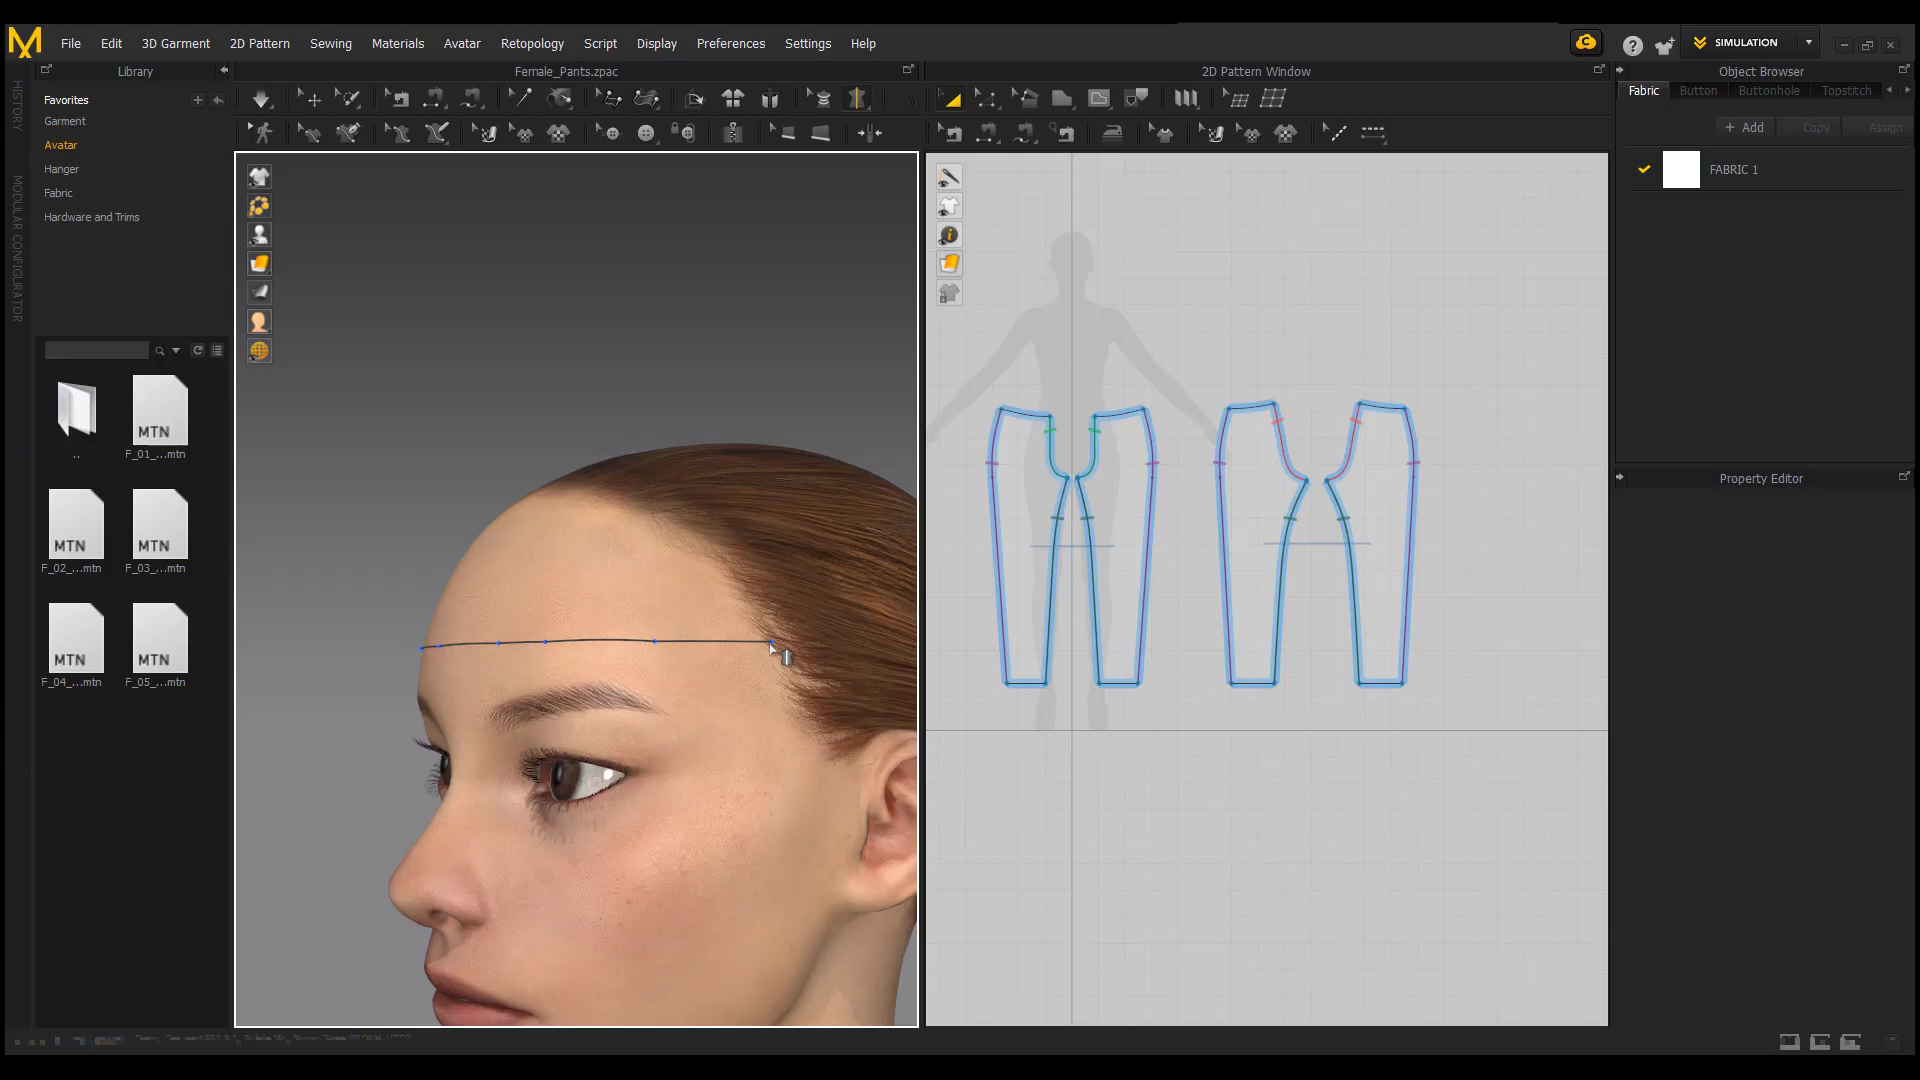 File Edit 3D Garment 2D Pattern Sewing Materials Avatar Retopology Script Display Preferences Settings Help
SIMULATION
Library
Female_Pants.zpac
2D Pattern Window
Object Browser
HISTORY
MODULAR CONFIGURATOR
Favorites
Garment
Avatar
Hanger
Fabric
Hardware and Trims
Fabric Button Buttonhole Topstitch
+ Add Copy Assign
FABRIC 1
Property Editor
MTN
..
F_01_...mtn
MTN
MTN
F_02_...mtn
F_03_...mtn
MTN
MTN
F_04_...mtn
F_05_...mtn